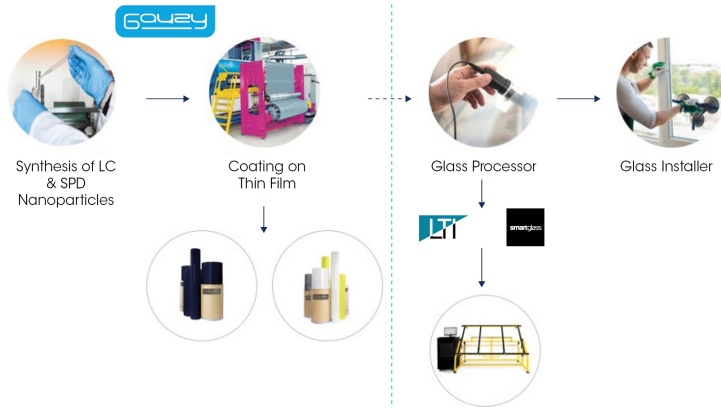 Gauzy
Synthesis of LC
& SPD
Nanoparticles
Coating on
Thin Film
Glass Processor
Glass Installer
LTI
smartglass